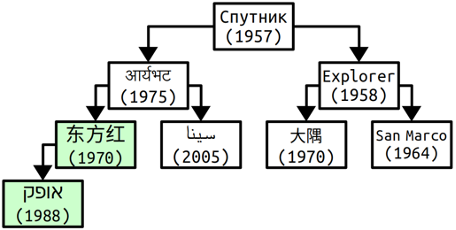 Спутник
(1957)
आर्यभट
(1975)
Explorer
(1958)
东方红
(1970)
سينا
(2005)
大隅
(1970)
San Marco
(1964)
אופק
(1988)